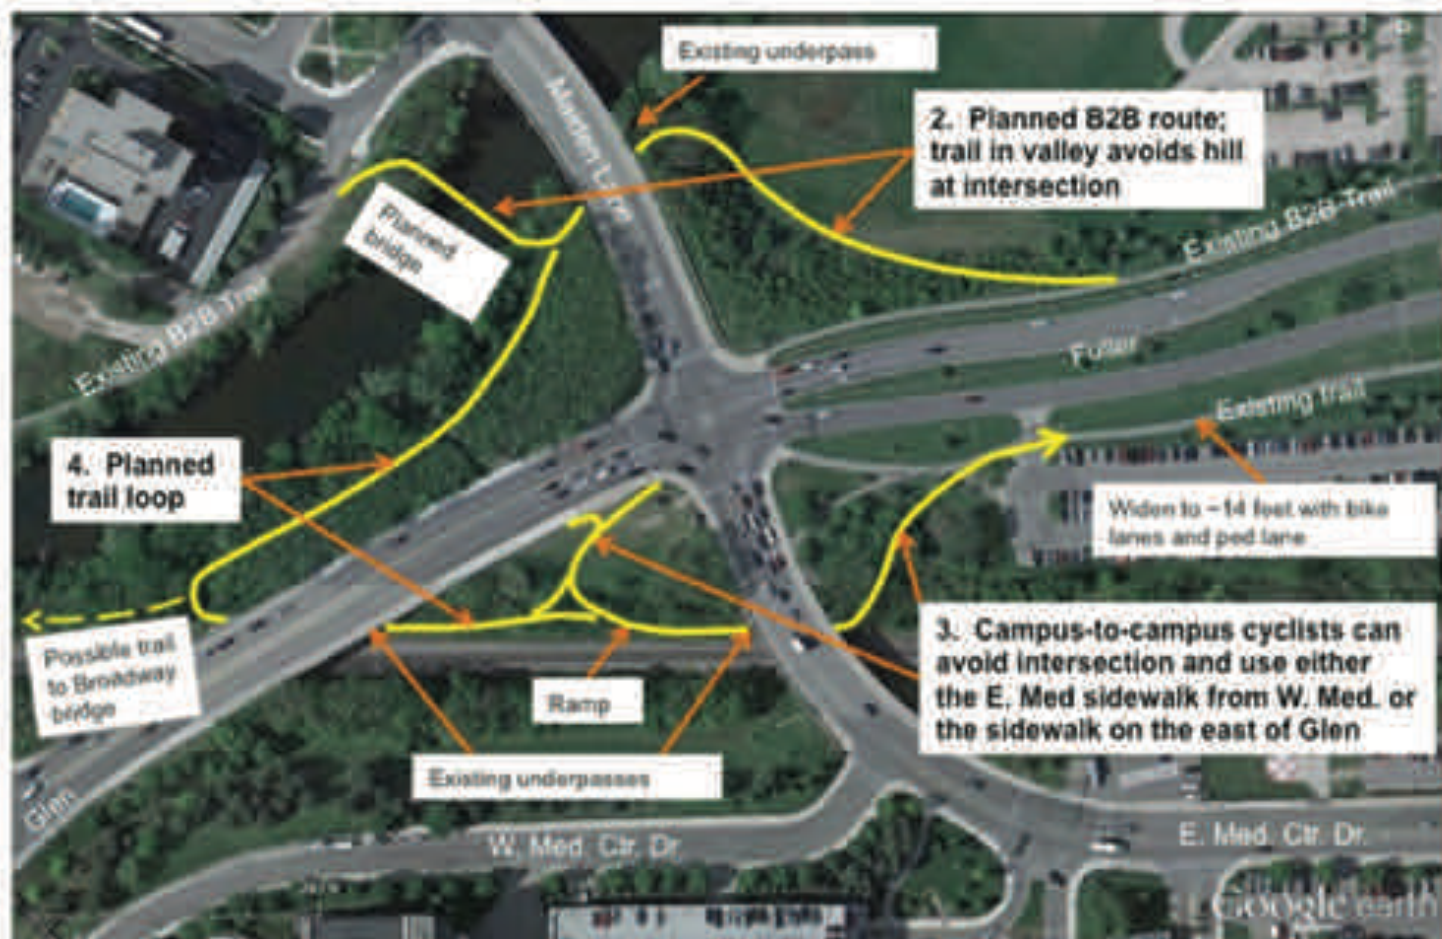 Existing underpass
Maiden Lane
2. Planned B2B route;
trail in valley avoids hill
at intersection
Planned
bridge
Existing B2B Trail
Existing B2B Trail
Fuller
Existing Trail
4. Planned
trail loop
Widen to ~14 feet with bike
lanes and ped lane
3. Campus-to-campus cyclists can
avoid intersection and use either
the E. Med sidewalk from W. Med. or
the sidewalk on the east of Glen
Possible trail
to Broadway
bridge
Ramp
Existing underpasses
Glen
W. Med. Ctr. Dr.
E. Med. Ctr. Dr.
Google earth